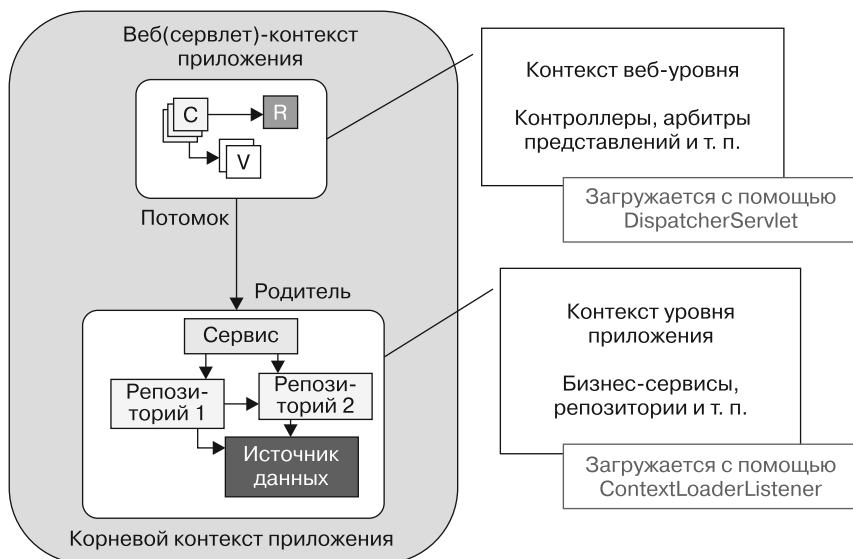 Веб(сервлет)-контекст
приложения
C
R
V
Потомок
Родитель
Сервис
Репози-
торий 1
Репози-
торий 2
Источник
данных
Корневой контекст приложения
Контекст веб-уровня
Контроллеры, арбитры
представлений и т. п.
Загружается с помощью
DispatcherServlet
Контекст уровня
приложения
Бизнес-сервисы,
репозитории и т. п.
Загружается с помощью
ContextLoaderListener